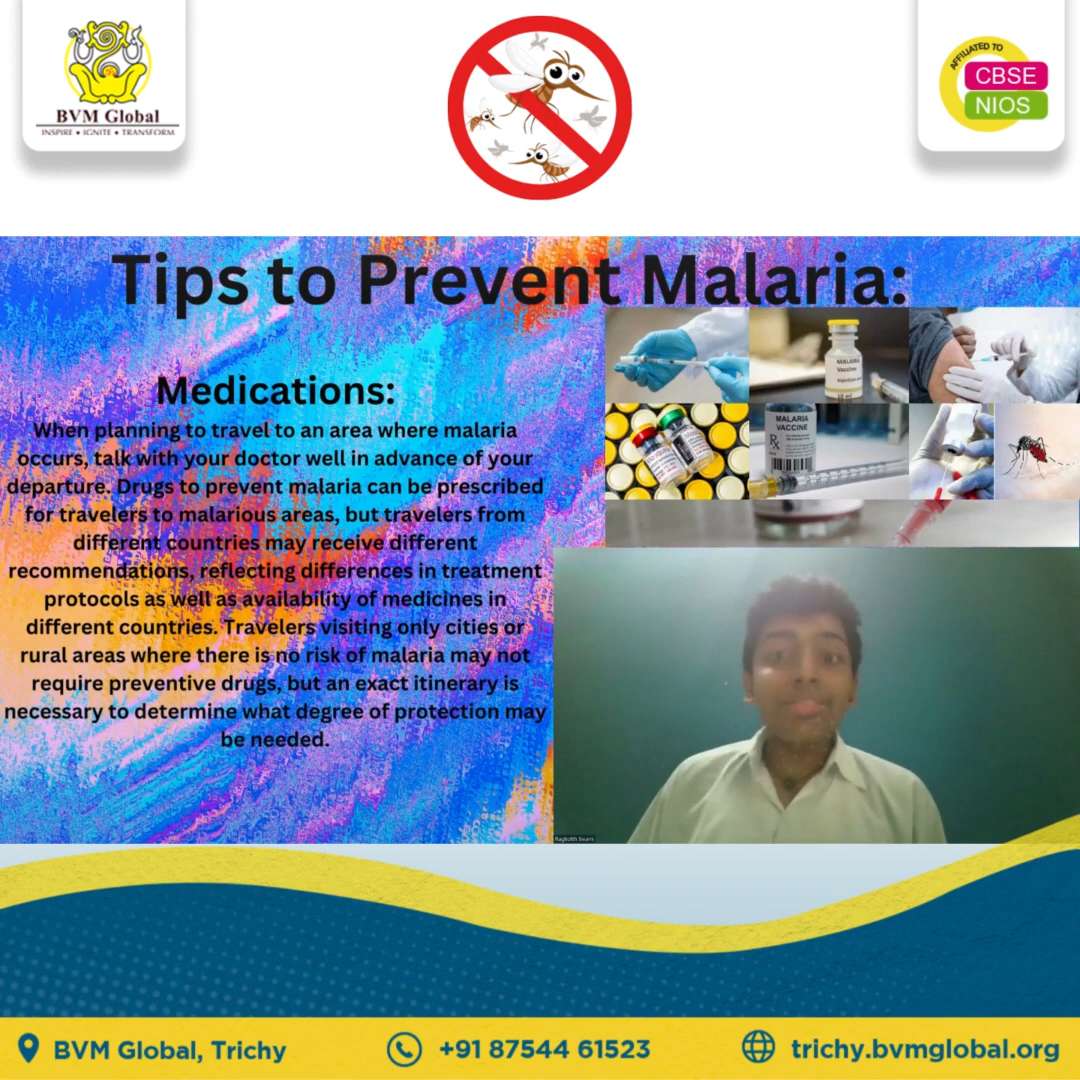 BVM Global
INSPIRE • IGNITE • TRANSFORM
AFFILIATED TO
CBSE
NIOS
Tips to Prevent Malaria:
Medications:
When planning to travel to an area where malaria
occurs, talk with your doctor well in advance of your
departure. Drugs to prevent malaria can be prescribed
for travelers to malarious areas, but travelers from
different countries may receive different
recommendations, reflecting differences in treatment
protocols as well as availability of medicines in
different countries. Travelers visiting only cities or
rural areas where there is no risk of malaria may not
require preventive drugs, but an exact itinerary is
necessary to determine what degree of protection may
be needed.
MALARIA
Vaccine
MALARIA
VACCINE
BVM Global, Trichy
+91 87544 61523
trichy.bvmglobal.org